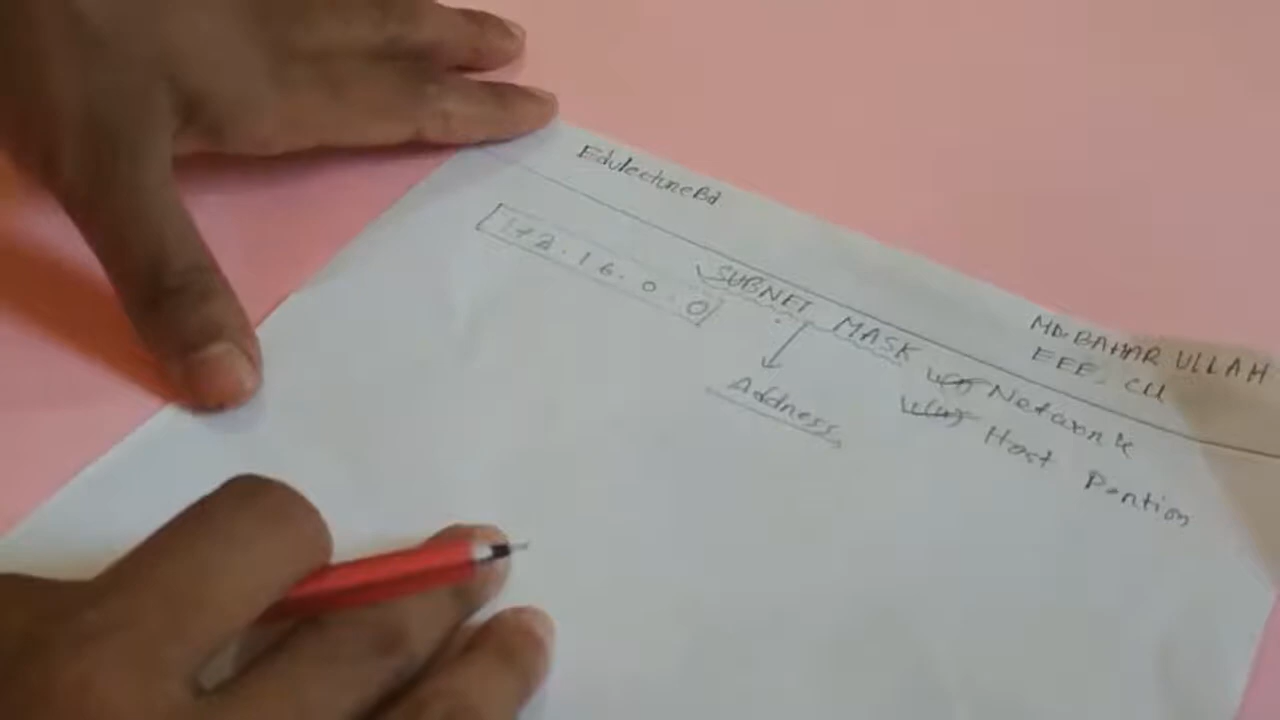 EdulectureBd
MD. BAHAR ULLAH
EEE, CU
172.16.0.0
SUBNET MASK
Network
Host Portion
Address